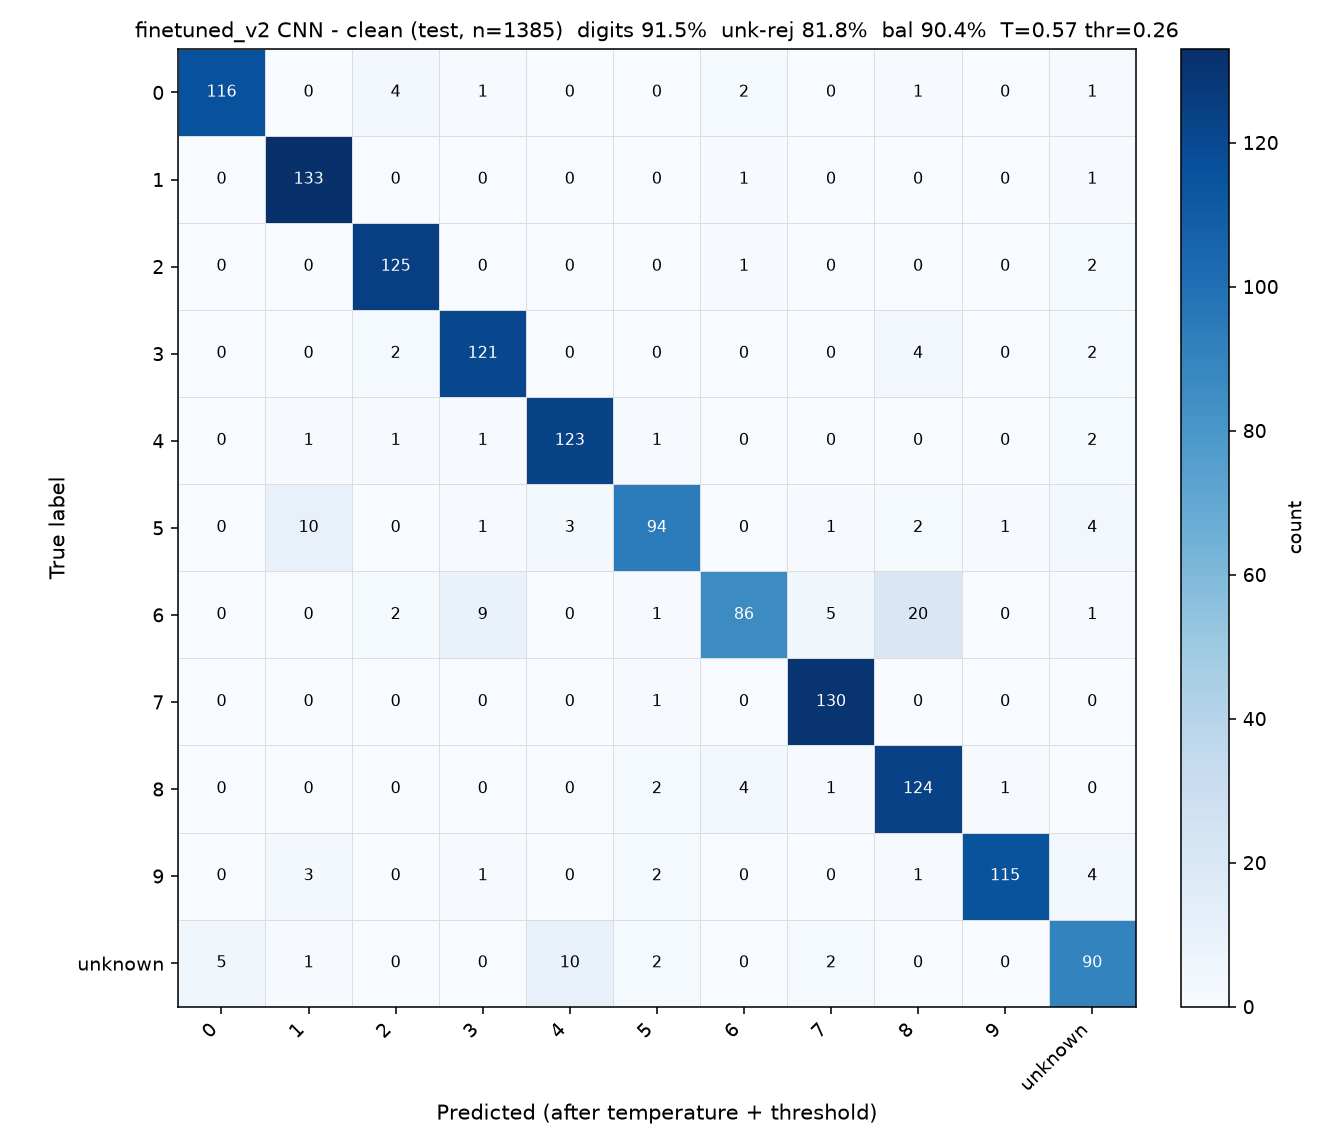 finetuned_v2 CNN - clean (test, n=1385)  digits 91.5%  unk-rej 81.8%  bal 90.4%  T=0.57 thr=0.26
0 116 0 4 1 0 0 2 0 1 0 1
1 0 133 0 0 0 0 1 0 0 0 1
2 0 0 125 0 0 0 1 0 0 0 2
3 0 0 2 121 0 0 0 0 4 0 2
4 0 1 1 1 123 1 0 0 0 0 2
5 0 10 0 1 3 94 0 1 2 1 4
6 0 0 2 9 0 1 86 5 20 0 1
7 0 0 0 0 0 1 0 130 0 0 0
8 0 0 0 0 0 2 4 1 124 1 0
9 0 3 0 1 0 2 0 0 1 115 4
unknown 5 1 0 0 10 2 0 2 0 0 90
0 1 2 3 4 5 6 7 8 9 unknown
Predicted (after temperature + threshold)
True label
120
100
80
60
40
20
0
count